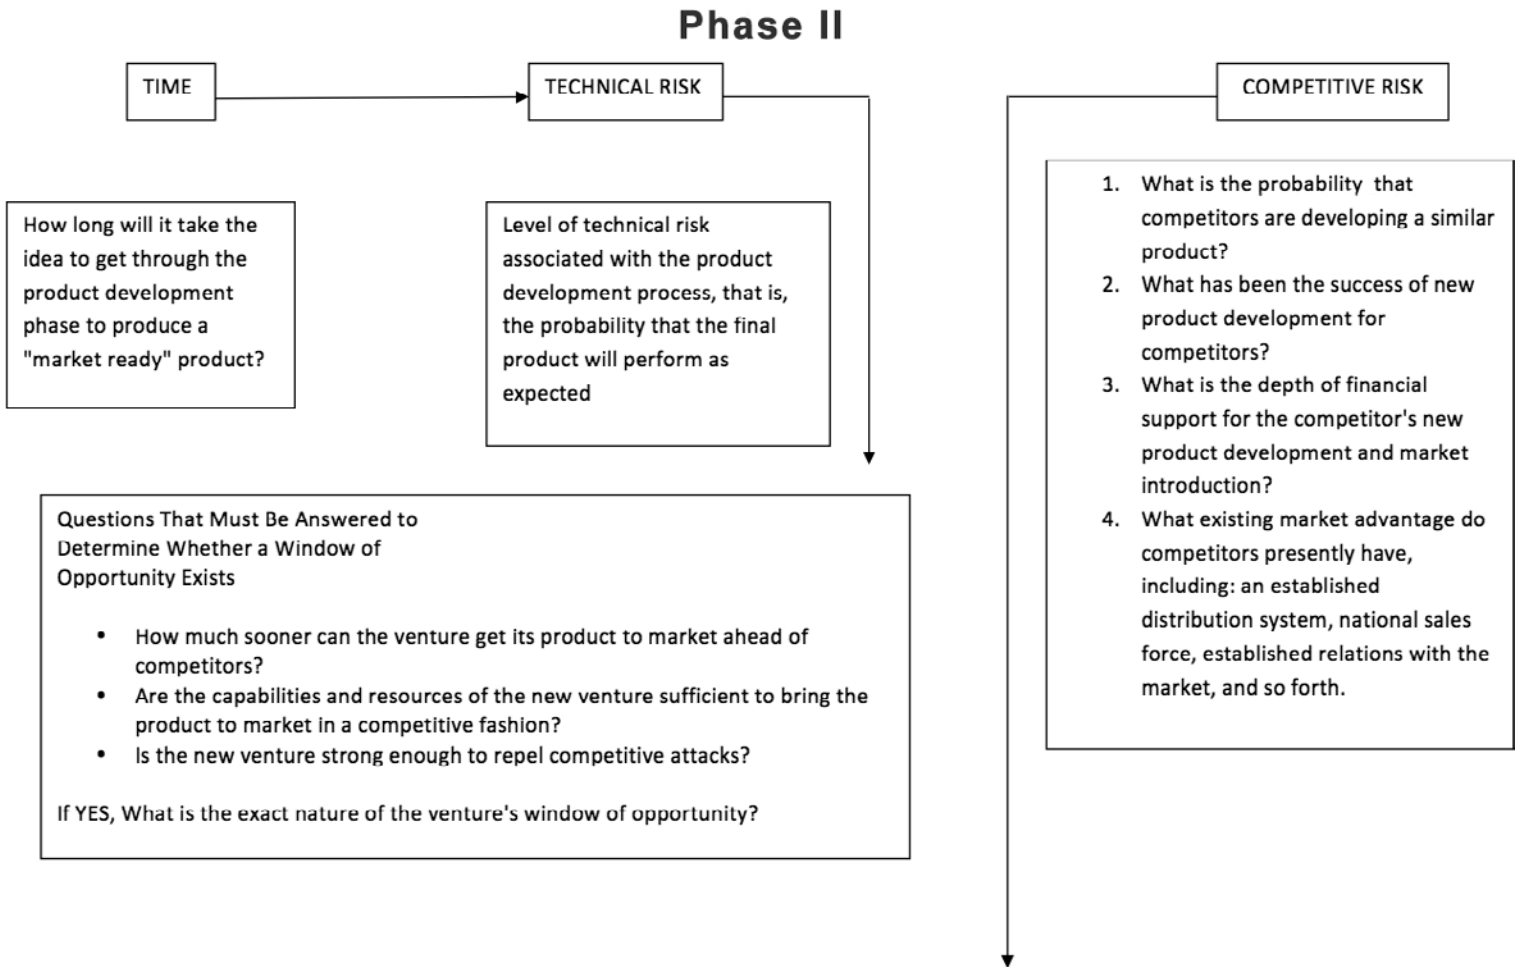 Phase II
TIME
TECHNICAL RISK
COMPETITIVE RISK
How long will it take the
idea to get through the
product development
phase to produce a
"market ready" product?
Level of technical risk
associated with the product
development process, that is,
the probability that the final
product will perform as
expected
1. What is the probability that
competitors are developing a similar
product?
2. What has been the success of new
product development for
competitors?
3. What is the depth of financial
support for the competitor's new
product development and market
introduction?
4. What existing market advantage do
competitors presently have,
including: an established
distribution system, national sales
force, established relations with the
market, and so forth.
Questions That Must Be Answered to
Determine Whether a Window of
Opportunity Exists
• How much sooner can the venture get its product to market ahead of
competitors?
• Are the capabilities and resources of the new venture sufficient to bring the
product to market in a competitive fashion?
• Is the new venture strong enough to repel competitive attacks?
If YES, What is the exact nature of the venture's window of opportunity?